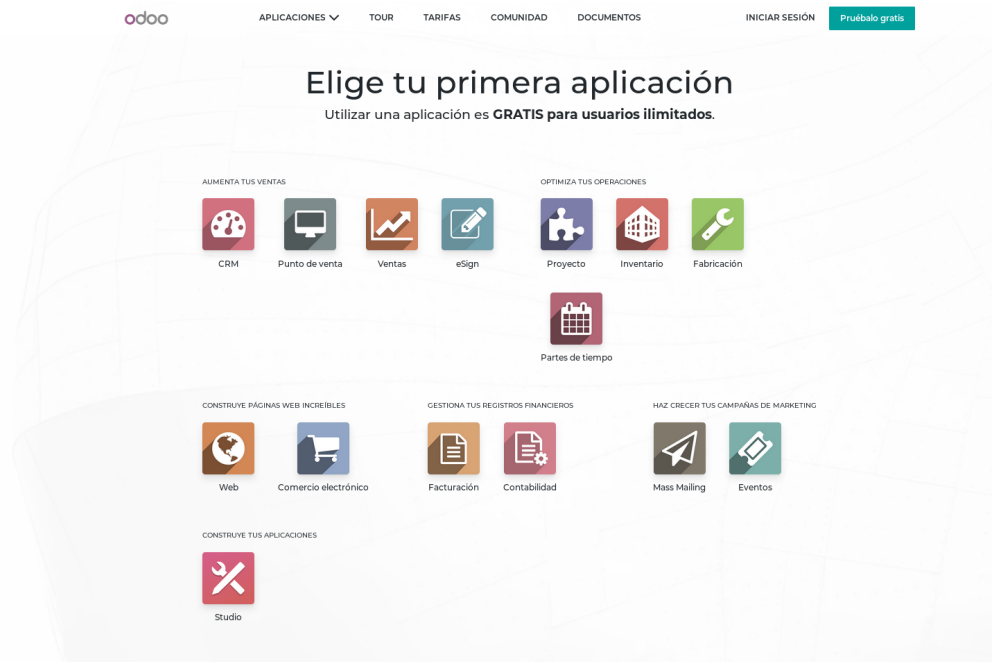 odoo
APLICACIONES TOUR TARIFAS COMUNIDAD DOCUMENTOS INICIAR SESIÓN Pruébalo gratis
Elige tu primera aplicación
Utilizar una aplicación es GRATIS para usuarios ilimitados.
AUMENTA TUS VENTAS
CRM Punto de venta Ventas eSign
OPTIMIZA TUS OPERACIONES
Proyecto Inventario Fabricación
Partes de tiempo
CONSTRUYE PÁGINAS WEB INCREÍBLES
Web Comercio electrónico
GESTIONA TUS REGISTROS FINANCIEROS
Facturación Contabilidad
HAZ CRECER TUS CAMPAÑAS DE MARKETING
Mass Mailing Eventos
CONSTRUYE TUS APLICACIONES
Studio